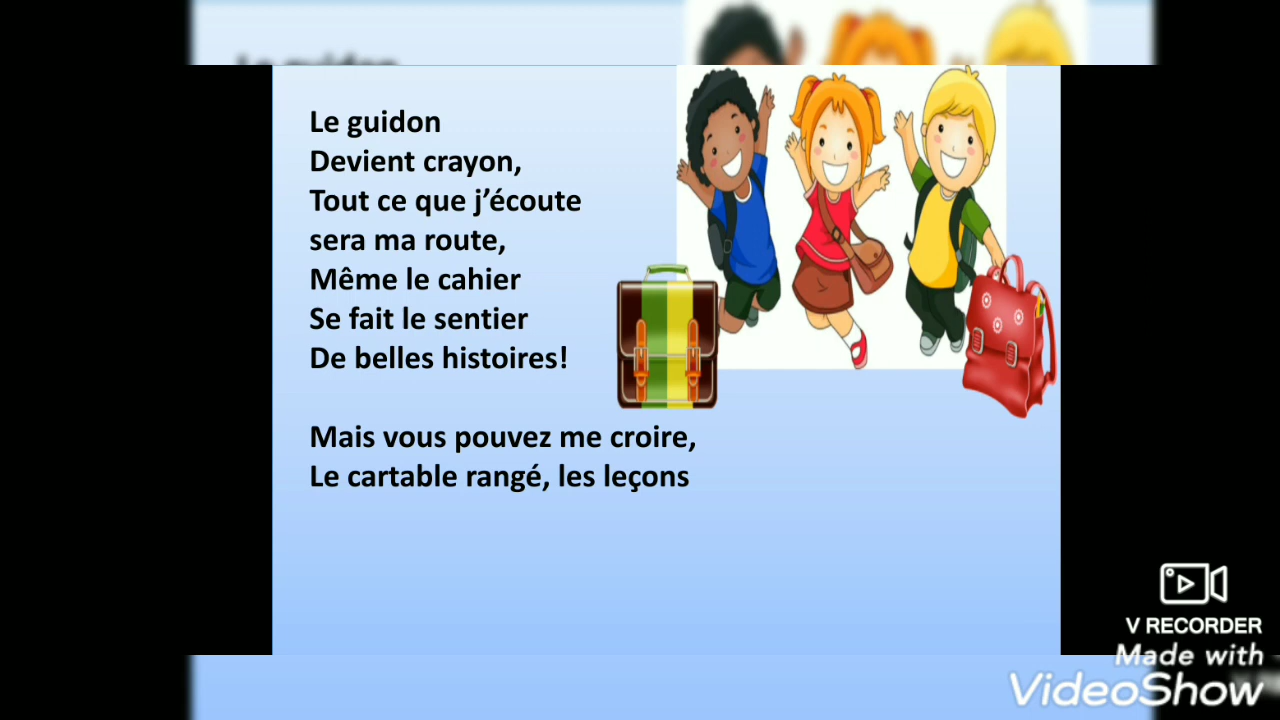 Le guidon
Devient crayon,
Tout ce que j’écoute
sera ma route,
Même le cahier
Se fait le sentier
De belles histoires!
Mais vous pouvez me croire,
Le cartable rangé, les leçons
V RECORDER
Made with
VideoShow